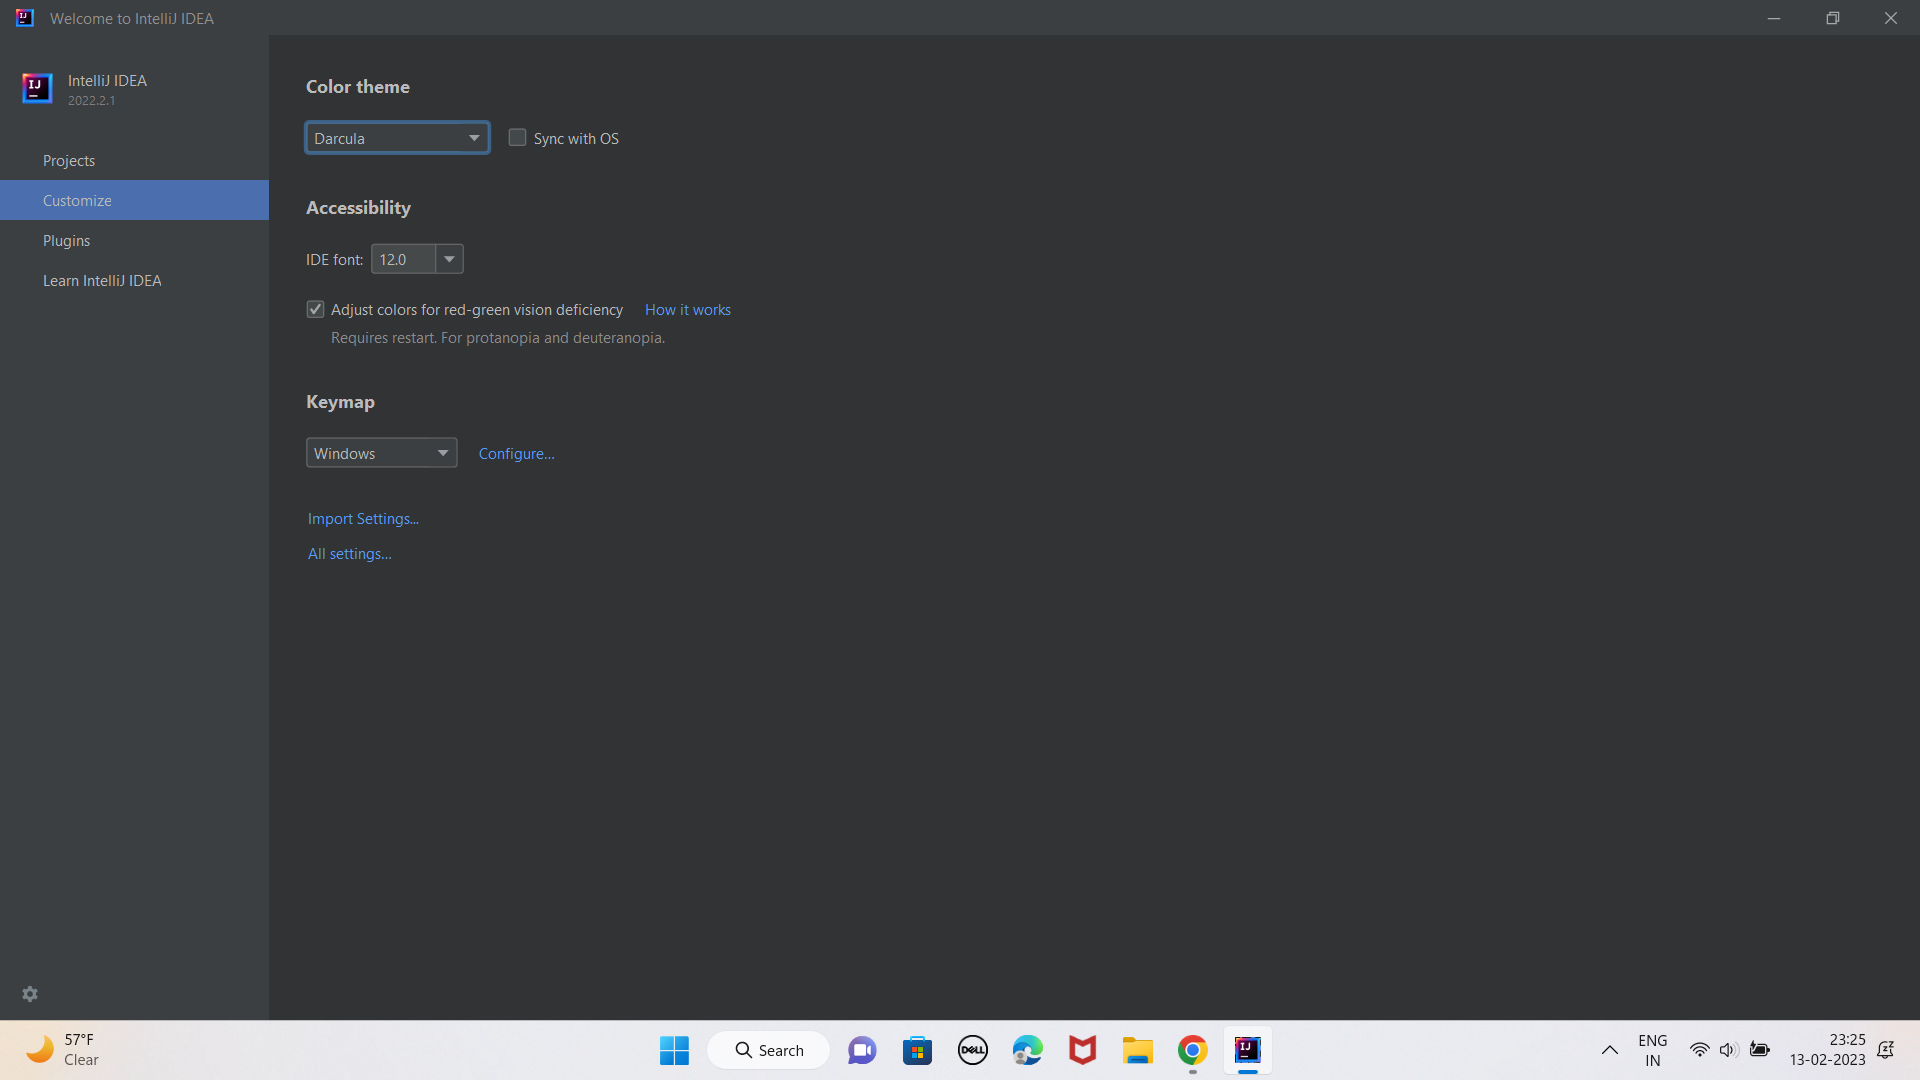 Welcome to IntelliJ IDEA
IntelliJ IDEA
2022.2.1
Projects
Customize
Plugins
Learn IntelliJ IDEA
Color theme
Darcula
Sync with OS
Accessibility
IDE font: 12.0
Adjust colors for red-green vision deficiency How it works
Requires restart. For protanopia and deuteranopia.
Keymap
Windows
Configure...
Import Settings...
All settings...
57°F
Clear
Search
DELL
ENG
IN
23:25
13-02-2023